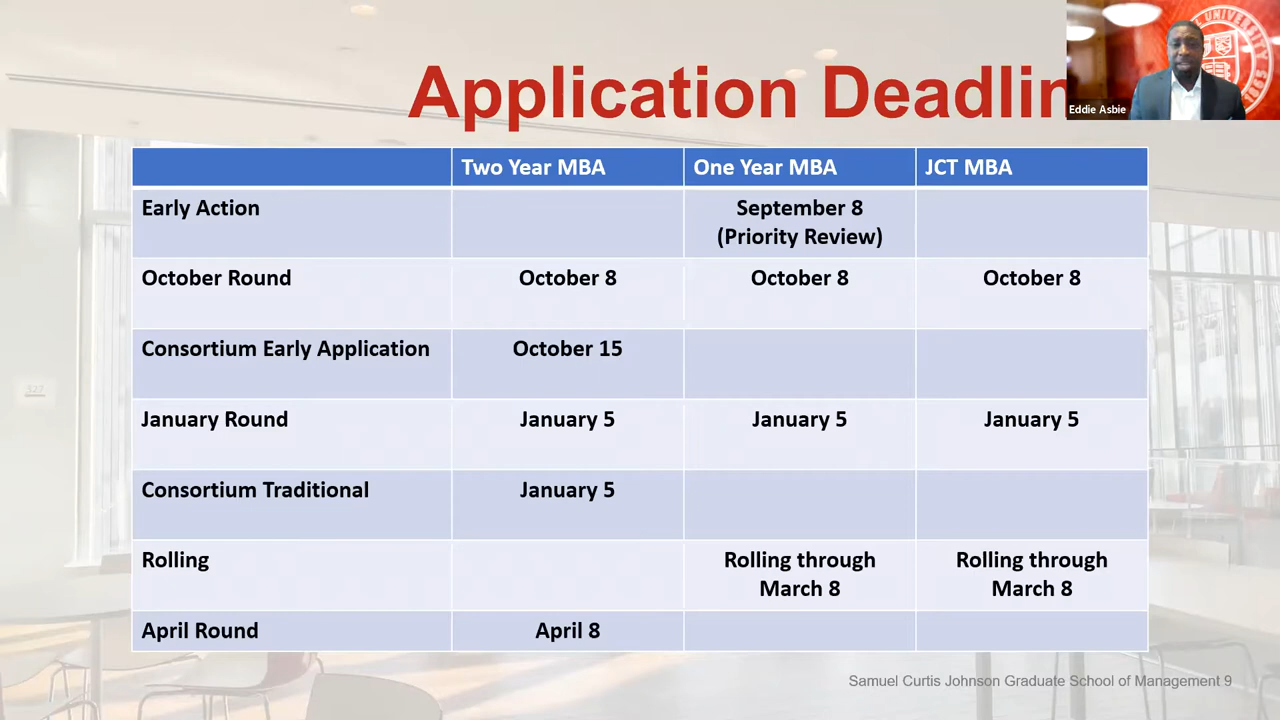 Application Deadlin
Eddie Asbie
Two Year MBA One Year MBA JCT MBA
Early Action September 8
(Priority Review)
October Round October 8 October 8 October 8
Consortium Early Application October 15
January Round January 5 January 5 January 5
Consortium Traditional January 5
Rolling Rolling through Rolling through
March 8 March 8
April Round April 8
327
Samuel Curtis Johnson Graduate School of Management 9